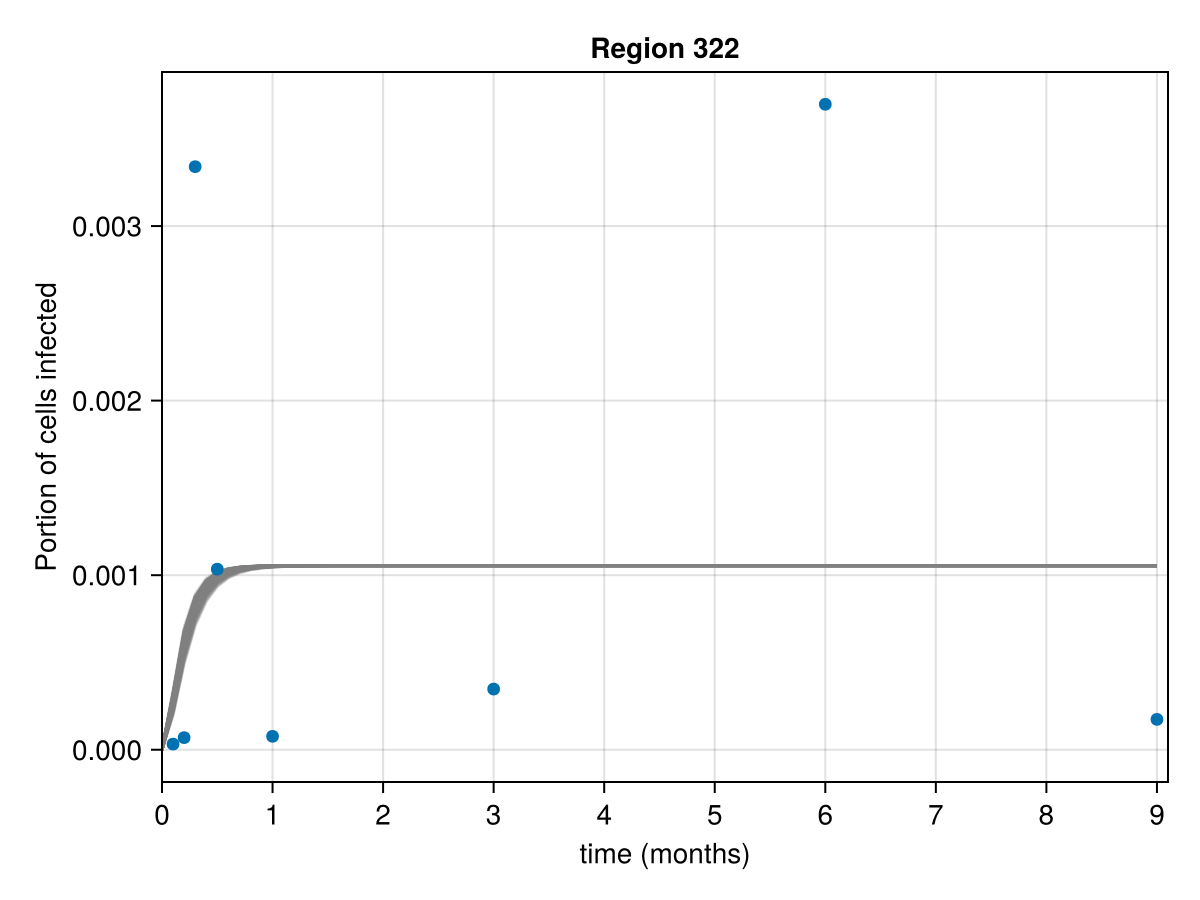 Region 322
Portion of cells infected
0.003
0.002
0.001
0.000
0 1 2 3 4 5 6 7 8 9
time (months)